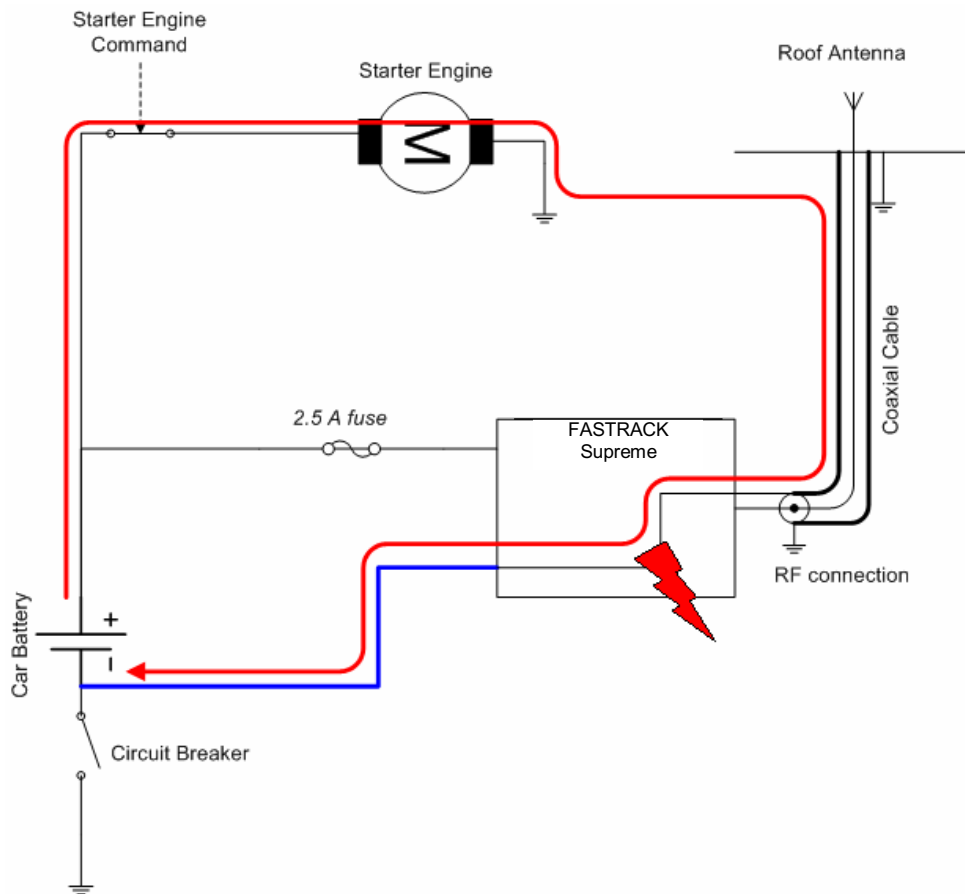 Starter Engine
Command
Starter Engine
Roof Antenna
M
Coaxial Cable
2.5 A fuse
FASTRACK
Supreme
RF connection
Car Battery
+
–
Circuit Breaker